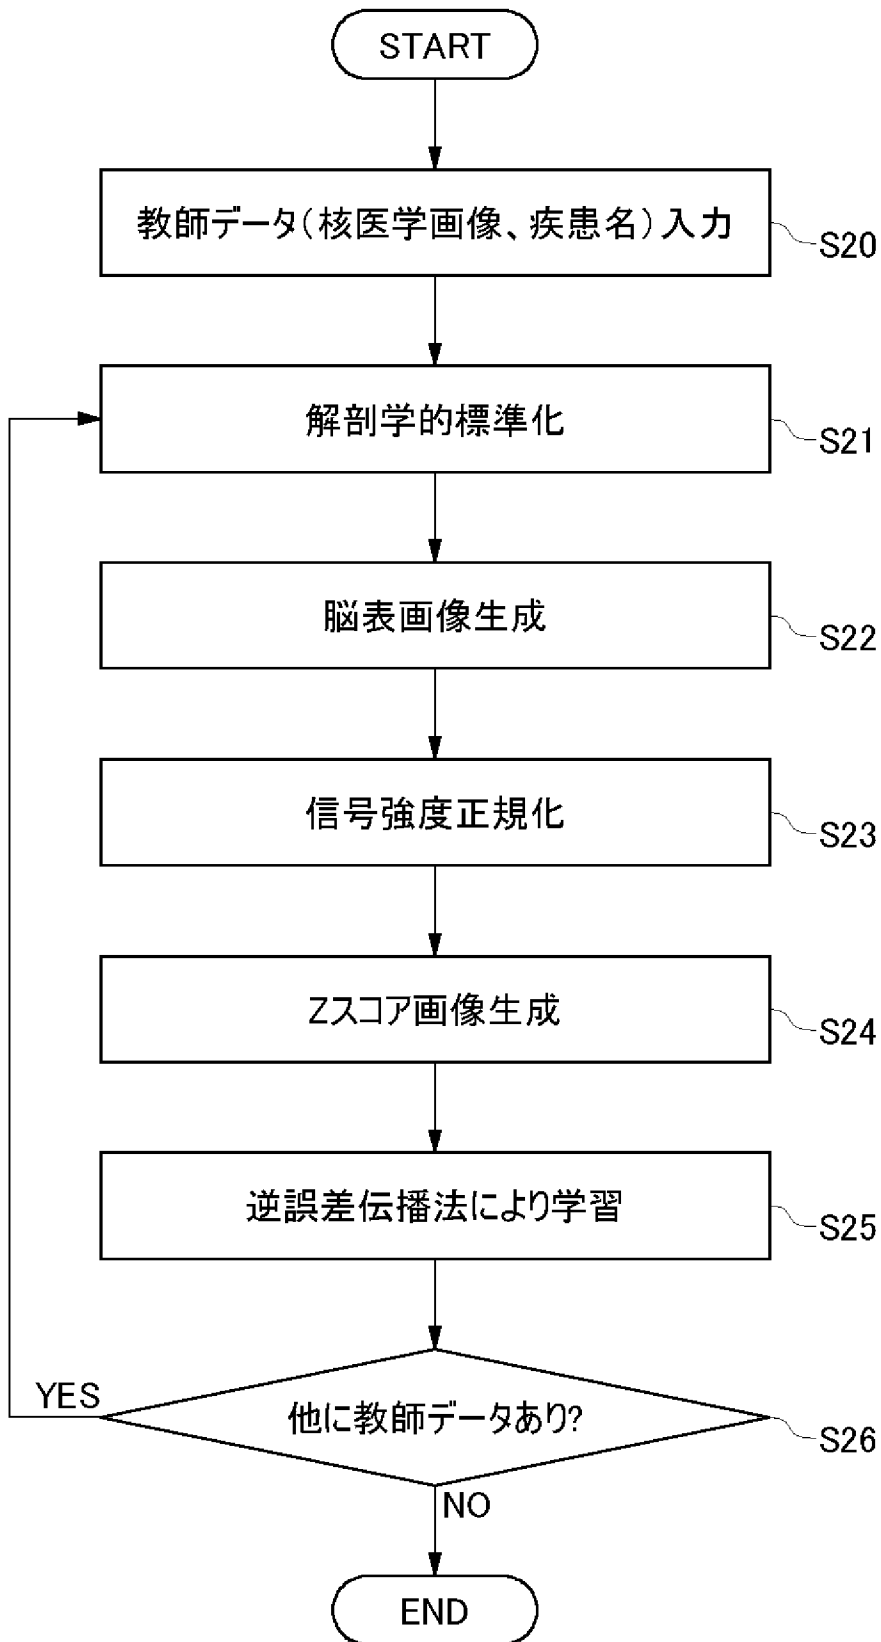 START
教師データ(核医学画像、疾患名)入力
S20
解剖学的標準化
S21
脳表画像生成
S22
信号強度正規化
S23
Zスコア画像生成
S24
逆誤差伝播法により学習
S25
YES
他に教師データあり?
S26
NO
END